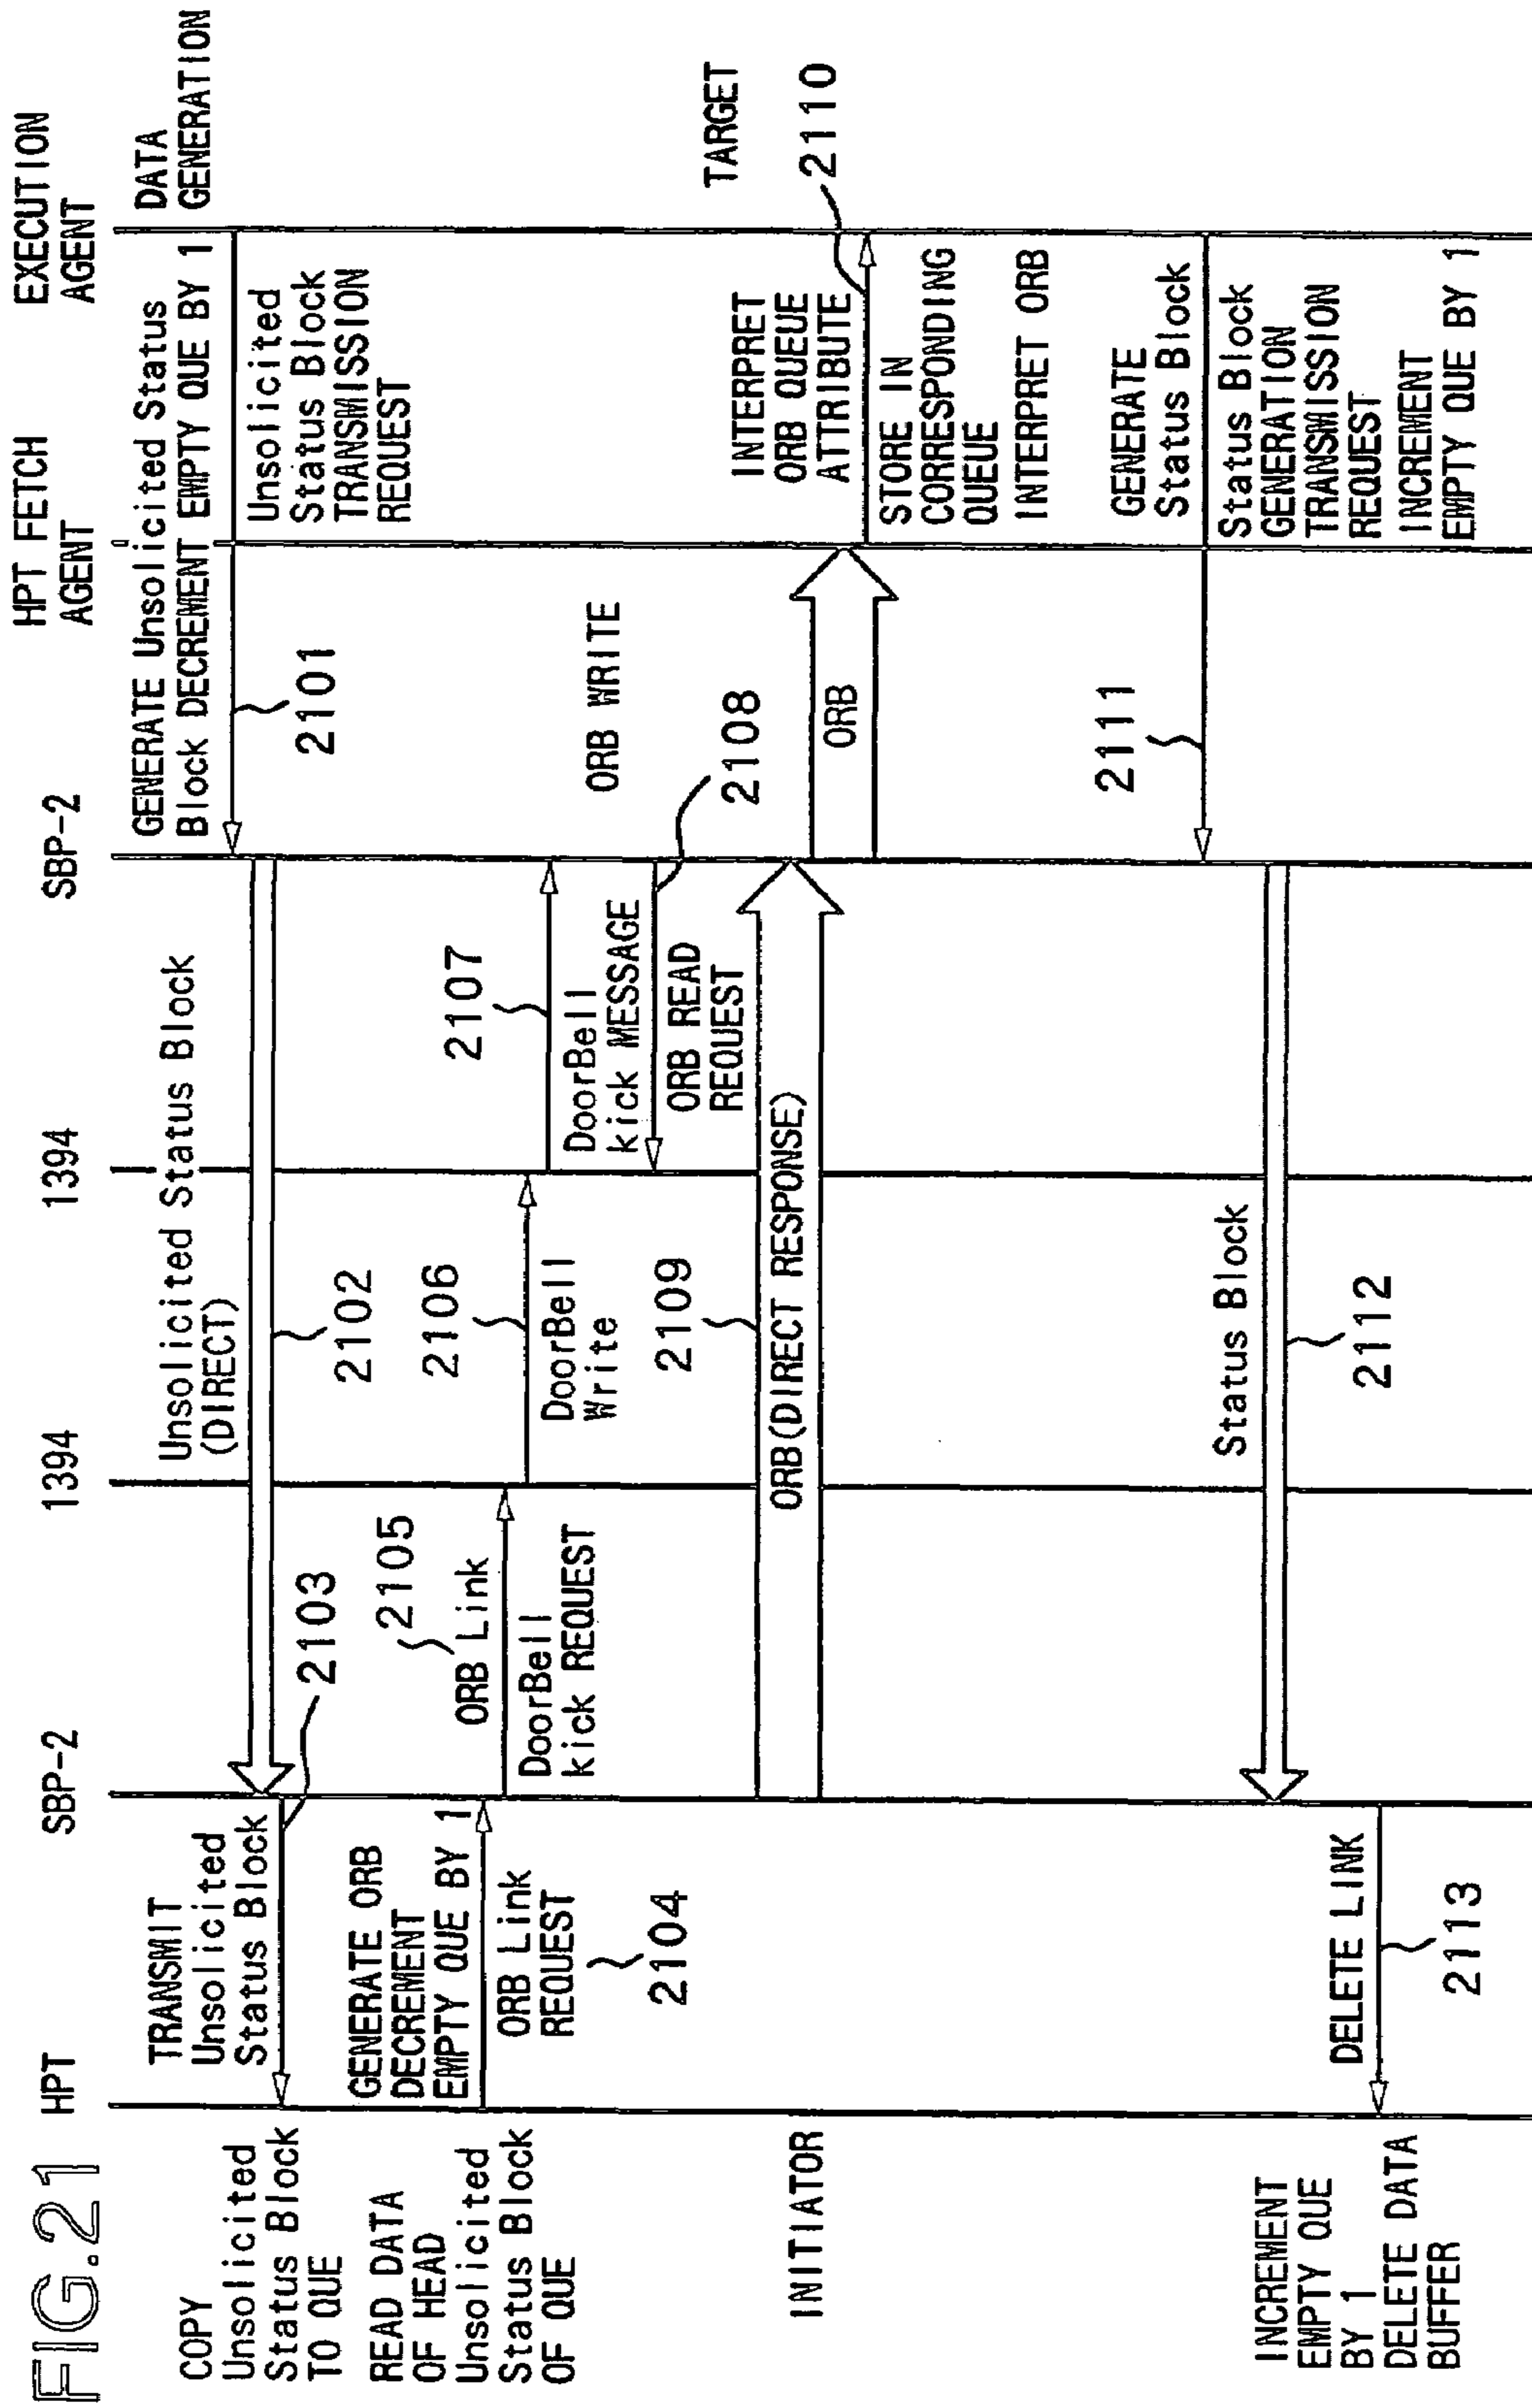 FIG.21
HPT
SBP-2
1394
1394
SBP-2
HPT FETCH
AGENT
EXECUTION
AGENT
COPY
Unsolicited
Status Block
TO QUE
TRANSMIT
Unsolicited
Status Block
2103
Unsolicited Status Block
(DIRECT)
2102
GENERATE Unsolicited Status
Block DECREMENT EMPTY QUE BY 1
2101
Unsolicited
Status Block
TRANSMISSION
REQUEST
DATA
GENERATION
READ DATA
OF HEAD
Unsolicited
Status Block
OF QUE
GENERATE ORB
DECREMENT
EMPTY QUE BY 1
ORB Link
REQUEST
2104
2105
ORB Link
DoorBell
kick REQUEST
2106
DoorBell
Write
2107
DoorBell
kick MESSAGE
ORB READ
REQUEST
2108
ORB WRITE
INITIATOR
2109
ORB(DIRECT RESPONSE)
ORB
INTERPRET
ORB QUEUE
ATTRIBUTE
STORE IN
CORRESPONDING
QUEUE
INTERPRET ORB
TARGET
2110
GENERATE
Status Block
Status Block
GENERATION
TRANSMISSION
REQUEST
INCREMENT
EMPTY QUE BY 1
2111
Status Block
2112
DELETE LINK
2113
INCREMENT
EMPTY QUE
BY 1
DELETE DATA
BUFFER